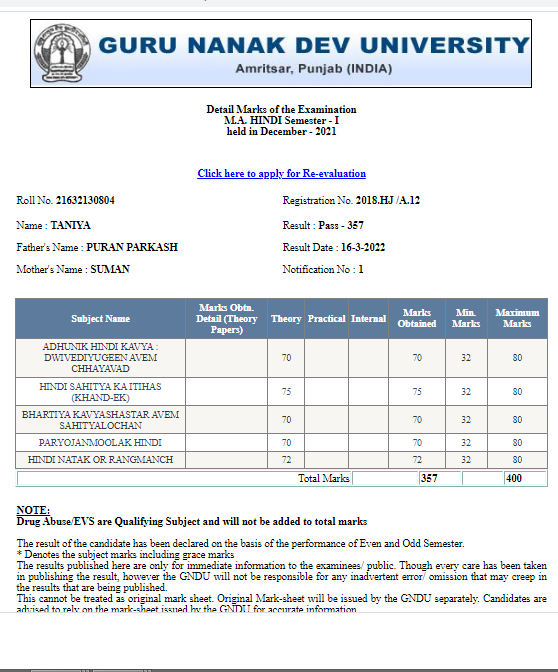 GURU NANAK DEV UNIVERSITY
Amritsar, Punjab (INDIA)
Detail Marks of the Examination
M.A. HINDI Semester - I
held in December - 2021
Click here to apply for Re-evaluation
Roll No. 21632130804 Registration No. 2018.HJ /A.12
Name : TANIYA Result : Pass - 357
Father's Name : PURAN PARKASH Result Date : 16-3-2022
Mother's Name : SUMAN Notification No : 1
Subject Name Marks Obtn. Detail (Theory Papers) Theory Practical Internal Marks Obtained Min. Marks Maximum Marks
ADHUNIK HINDI KAVYA :
DWIVEDIYUGEEN AVEM 70 70 32 80
CHHAYAVAD
HINDI SAHITYA KA ITIHAS
(KHAND-EK) 75 75 32 80
BHARTIYA KAVYASHASTAR AVEM
SAHITYALOCHAN 70 70 32 80
PARYOJANMOOLAK HINDI 70 70 32 80
HINDI NATAK OR RANGMANCH 72 72 32 80
Total Marks 357 400
NOTE:
Drug Abuse/EVS are Qualifying Subject and will not be added to total marks
The result of the candidate has been declared on the basis of the performance of Even and Odd Semester.
* Denotes the subject marks including grace marks
The results published here are only for immediate information to the examinees/ public. Though every care has been taken
in publishing the result, however the GNDU will not be responsible for any inadvertent error/ omission that may creep in
the results that are being published.
This cannot be treated as original mark sheet. Original Mark-sheet will be issued by the GNDU separately. Candidates are
advised to rely on the mark-sheet issued by the GNDU for accurate information.